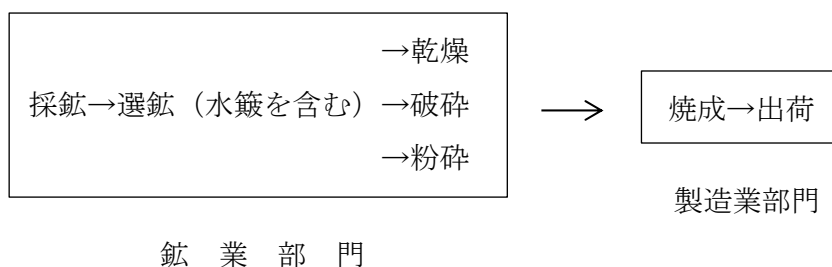 →乾燥
採鉱→選鉱（水簸を含む）→破砕
→粉砕
→
焼成→出荷
製造業部門
鉱業部門